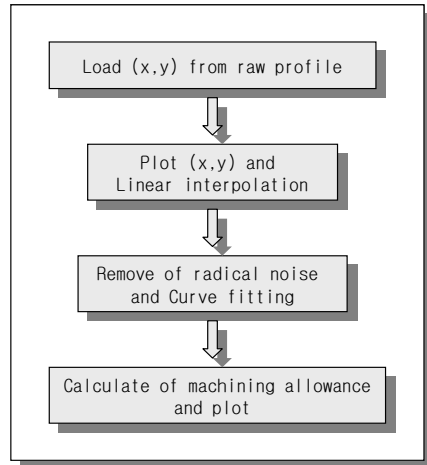 Load (x,y) from raw profile
Plot (x,y) and
Linear interpolation
Remove of radical noise
and Curve fitting
Calculate of machining allowance
and plot